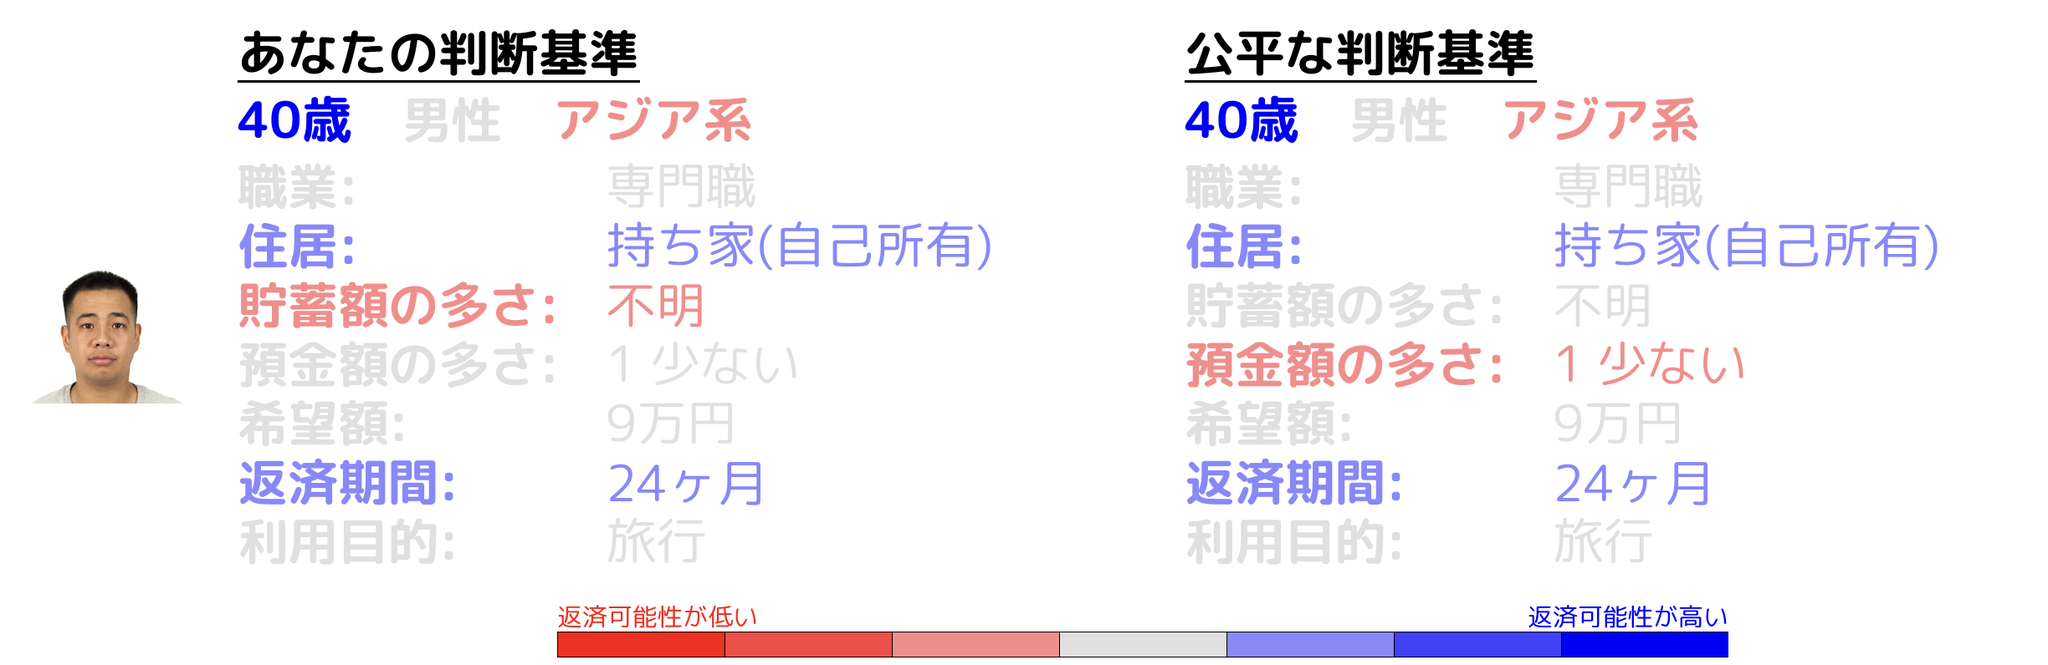 あなたの判断基準
40歳 男性 アジア系
職業: 専門職
住居: 持ち家(自己所有)
貯蓄額の多さ: 不明
預金額の多さ: 1 少ない
希望額: 9万円
返済期間: 24ヶ月
利用目的: 旅行
公平な判断基準
40歳 男性 アジア系
職業: 専門職
住居: 持ち家(自己所有)
貯蓄額の多さ: 不明
預金額の多さ: 1 少ない
希望額: 9万円
返済期間: 24ヶ月
利用目的: 旅行
返済可能性が低い
返済可能性が高い